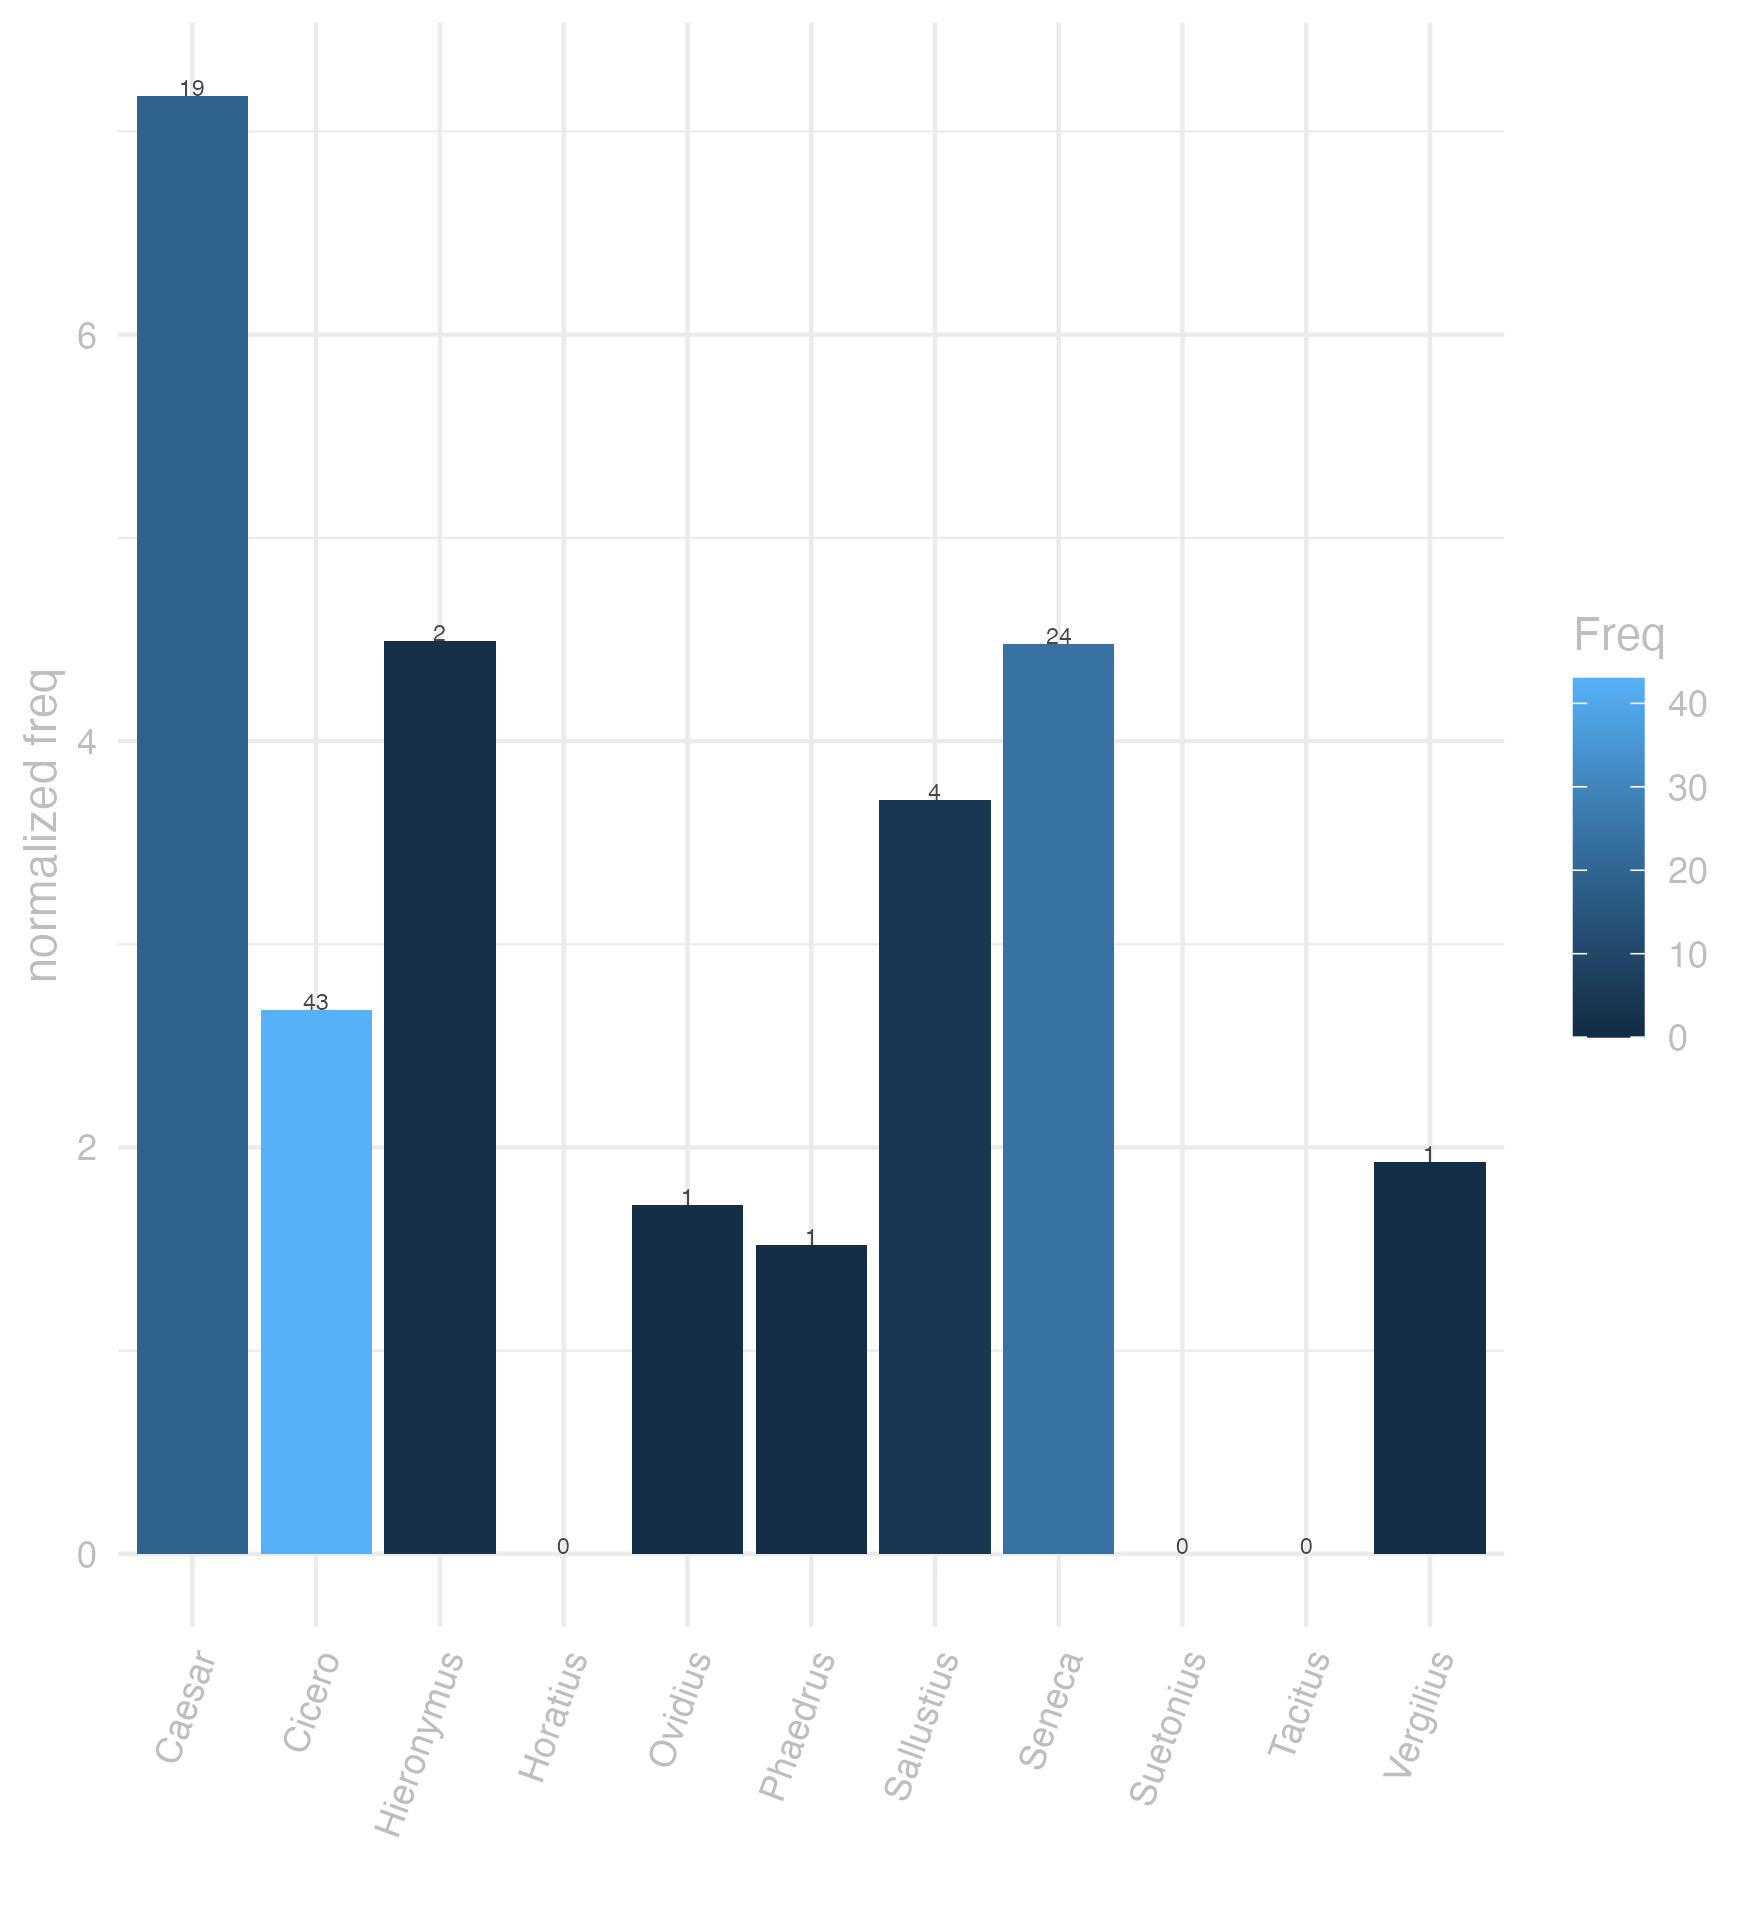 19
6
2
24
Freq
40
4
4
30
normalized freq
20
10
43
0
2
1
1
1
0
0
0
0
Caesar
Cicero
Hieronymus
Horatius
Ovidius
Phaedrus
Sallustius
Seneca
Suetonius
Tacitus
Vergilius